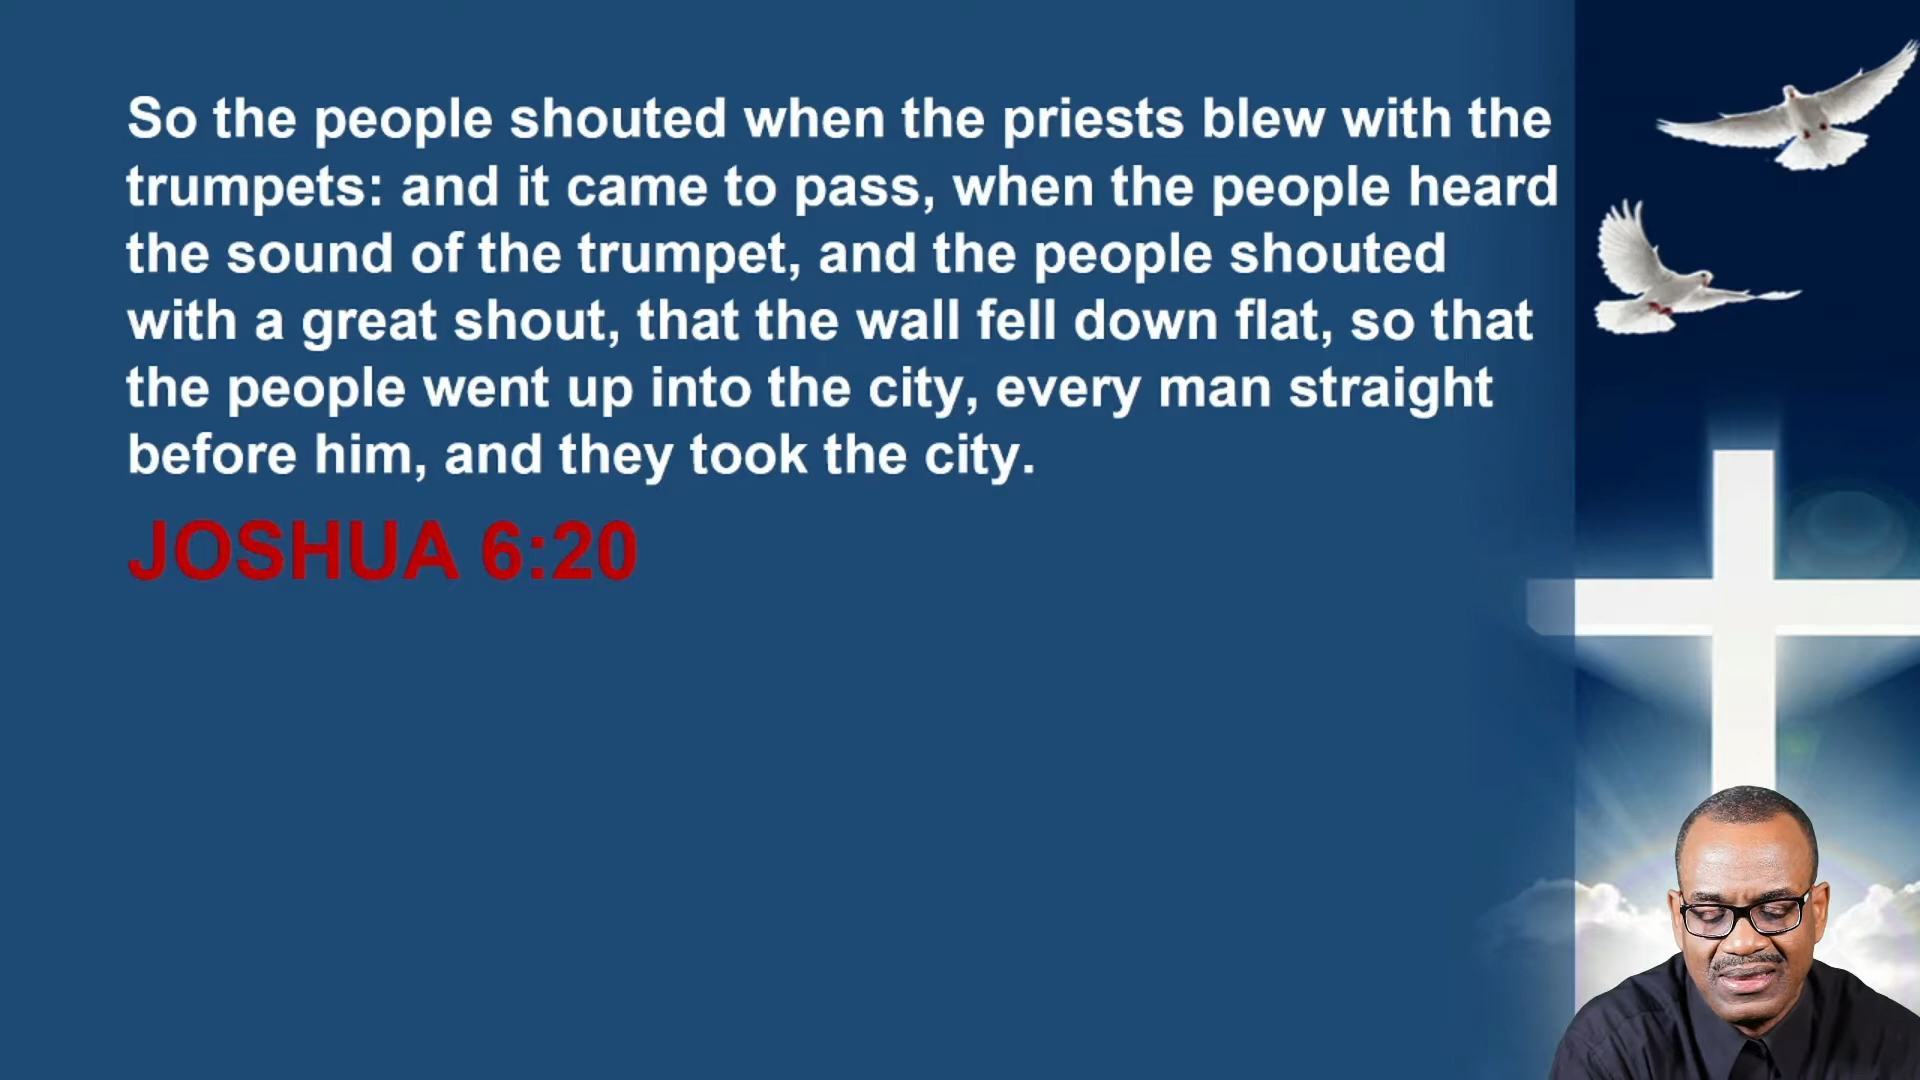 So the people shouted when the priests blew with the
trumpets: and it came to pass, when the people heard
the sound of the trumpet, and the people shouted
with a great shout, that the wall fell down flat, so that
the people went up into the city, every man straight
before him, and they took the city.
JOSHUA 6:20